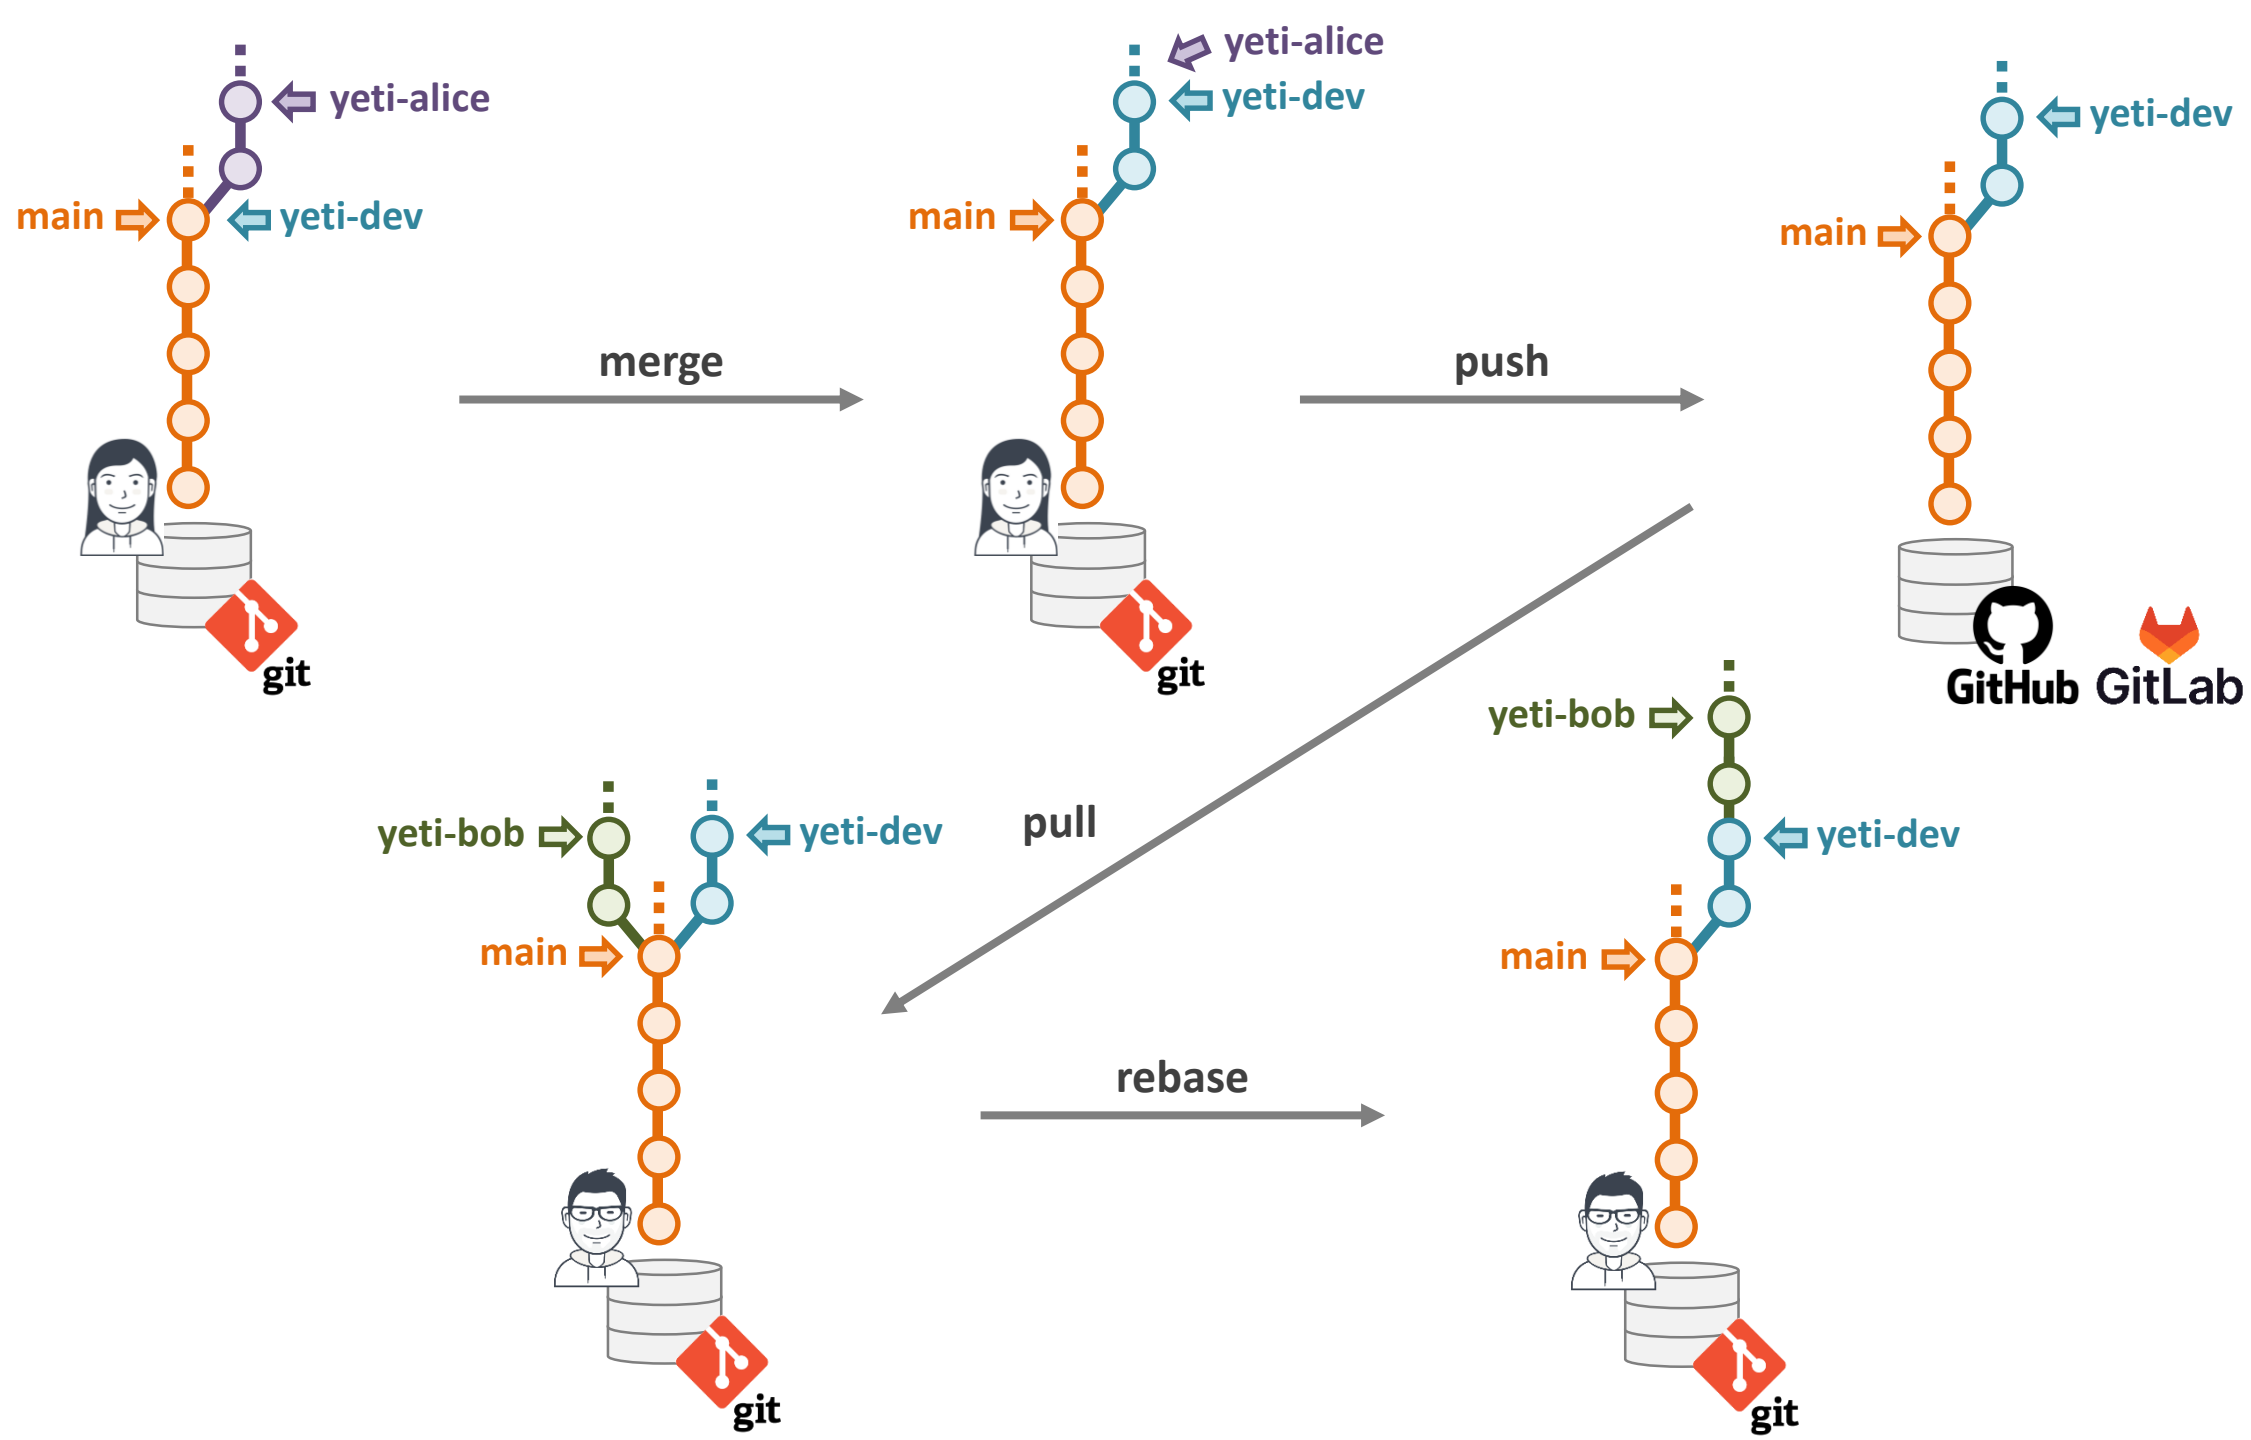 yeti-alice
main
yeti-dev
git
merge
yeti-alice
yeti-dev
main
git
push
yeti-dev
main
GitHub
GitLab
pull
yeti-bob
yeti-dev
main
git
rebase
yeti-bob
yeti-dev
main
git